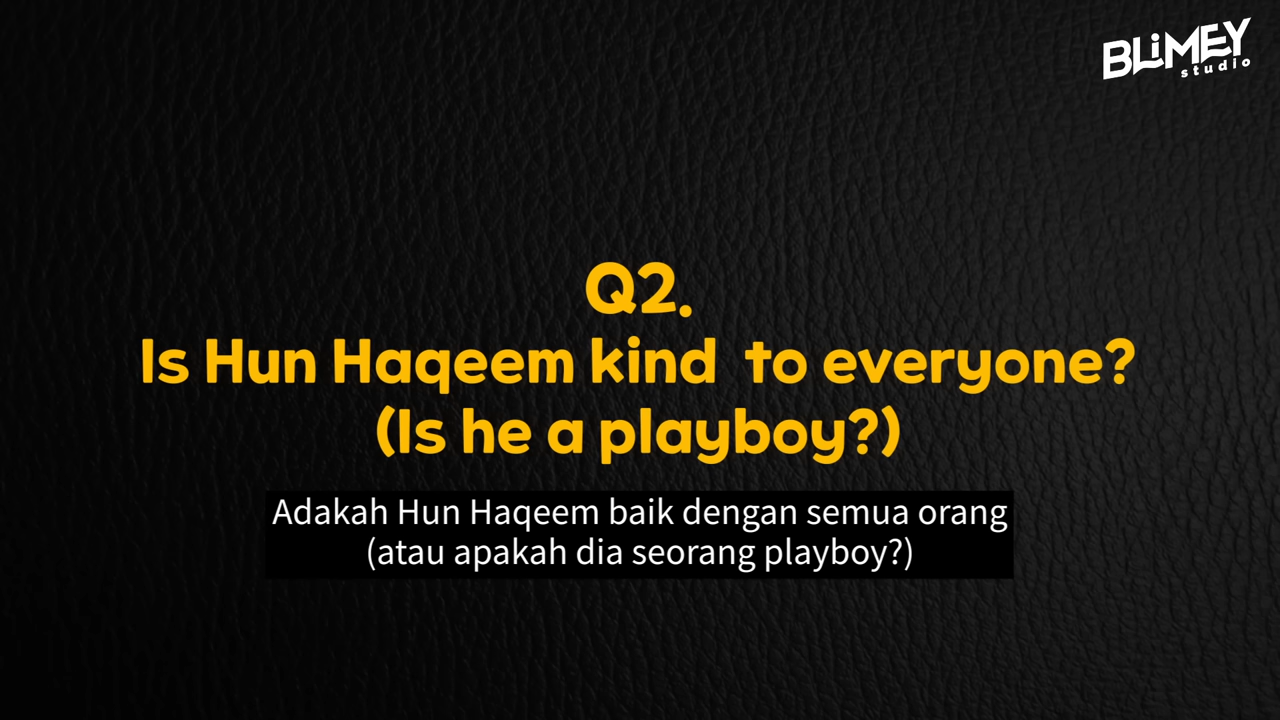 BLiMEY
studio
Q2.
Is Hun Haqeem kind to everyone?
(Is he a playboy?)
Adakah Hun Haqeem baik dengan semua orang
(atau apakah dia seorang playboy?)